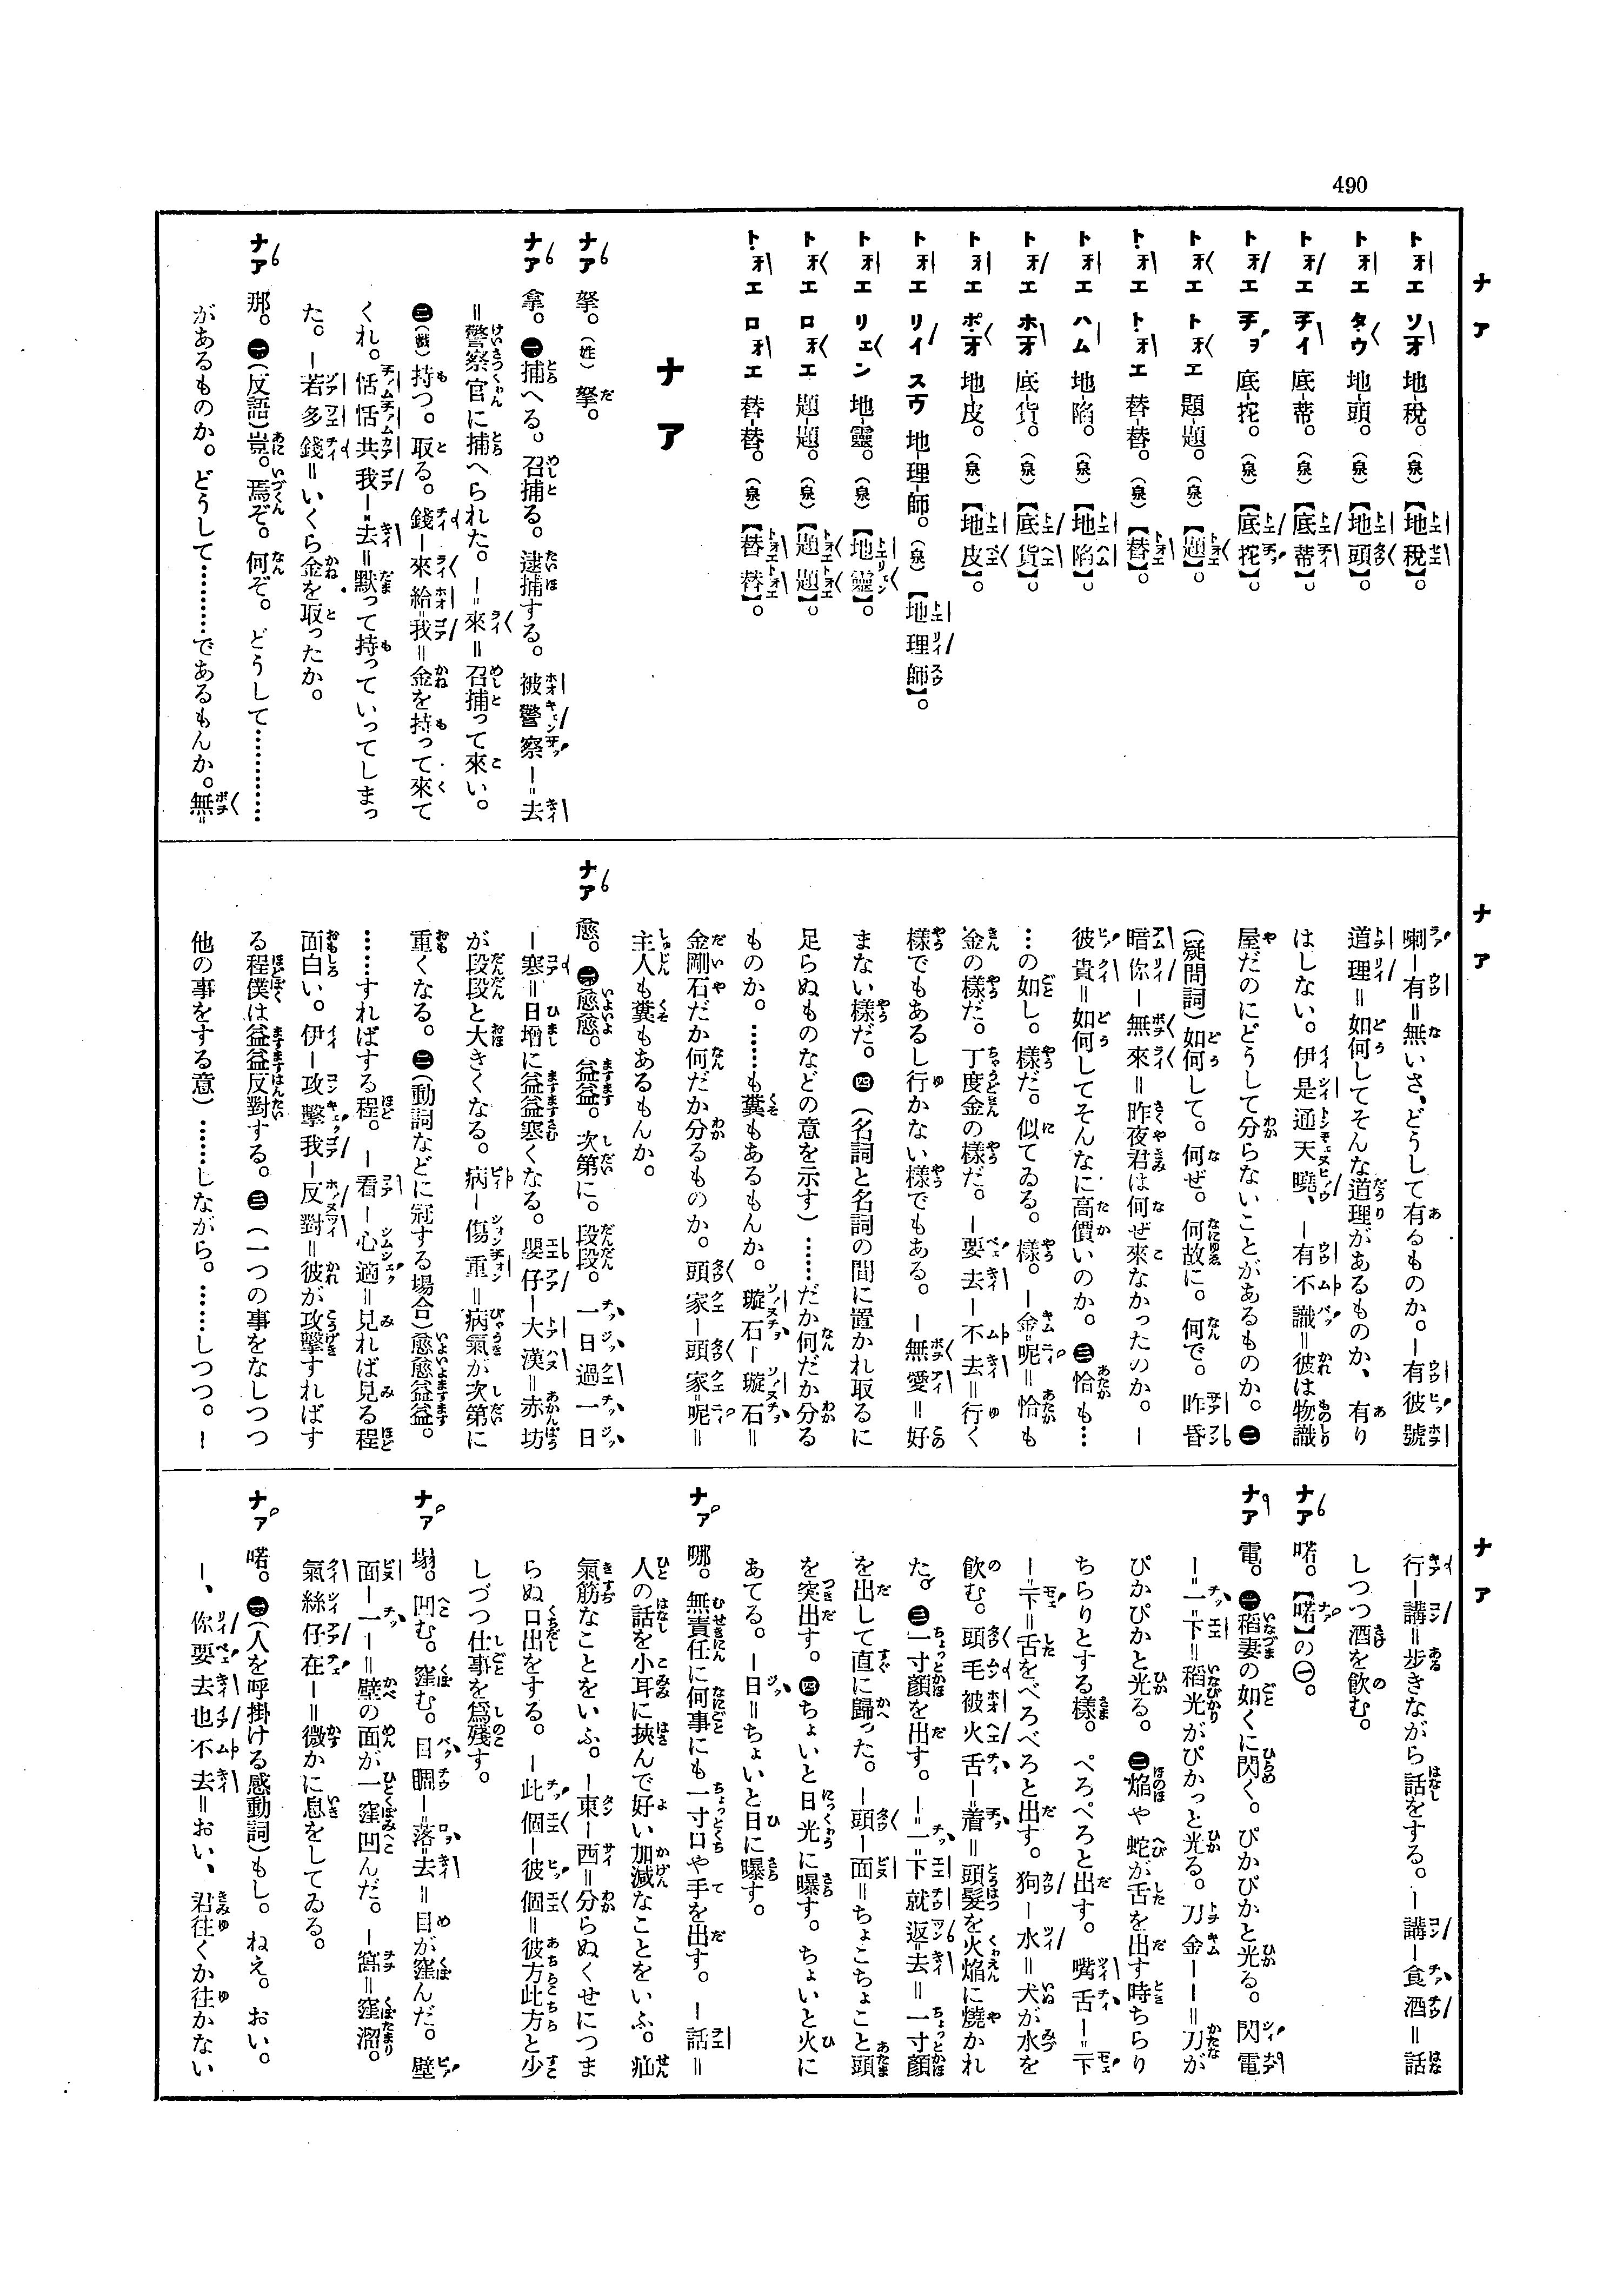 490
ナア
ナア
ナア
トオエ ソオ 地-稅。(泉)【地稅】。
トオエ タウ 地-頭。(泉)【地頭】。
トオエ チイ 底-蒂。(泉)【底蒂】。
トオエ チヲ 底-挓。(泉)【底挓】。
トオエ トオエ 題-題。(泉)【題】。
トオエ トオエ 替-替。(泉)【替】。
トオエ ハム 地-陷。(泉)【地陷】。
トオエ ホオ 底-貨。(泉)【底貨】。
トオエ ポオ 地-皮。(泉)【地皮】。
トオエ リイ スウ 地-理-師。(泉)【地理師】。
トオエ リエン 地-靈。(泉)【地靈】。
トオエ ロオエ 題-題。(泉)【題題】。
トオエ ロオエ 替-替。(泉)【替替】。
ナア
ナア 拏。(姓)拏。
ナア 拿。㊀捕へる。召捕る。逮捕する。被警察ー=去
=警察官に捕へられた。ー=來=召捕って來い。
㊁(戲)持つ。取る。錢ー來給=我=金を持って來て
くれ。恬恬共我ー去=默って持っていってしまっ
た。ー若多錢=いくら金を取ったか。
ナア 那。㊀(反語)豈。焉ぞ。何ぞ。どうして………
があるものか。どうして………であるもんか。無=
喇ー有=無いさ、どうして有るものか。ー有彼號
道理=如何してそんな道理があるものか、有り
はしない。伊是通天曉、ー有不識=彼は物識
屋だのにどうして分らないことがあるものか。㊁
(疑問詞)如何して。何ぜ。何故に。何んで。昨昏
暗你ー無來=昨夜君は何ぜ來なかったのか。ー
彼貴=如何してそんなに高價いのか。㊂恰も…
…の如し。樣だ。似てゐる。樣。ー金=呢=恰も
金の樣だ。丁度金の樣だ。ー要去ー不去=行く
樣でもあるし行かない樣でもある。ー無愛=好
まない樣だ。㊃(名詞と名詞の間に置かれ取るに
足らぬものなどの意を示す)……だか何だか分る
ものか。……も糞もあるもんか。璇石ー璇石=
金剛石だか何だか分るものか。頭家ー頭家=呢=
主人も糞もあるもんか。
ナア 愈。㊀愈愈。益益。次第に。段段。一日過一日
ー寒=日增に益益寒くなる。嬰仔ー大漢=赤坊
が段段と大きくなる。病ー傷重=病氣が次第に
重くなる。㊁(動詞などに冠する場合)愈愈益益。
……すればする程。ー看ー心適=見れば見る程
面白い。伊ー攻擊我ー反對=彼が攻擊すればす
る程僕は益益反對する。㊂(一つの事をなしつつ
他の事をする意)……しながら。……しつつ。ー
行ー講=步きながら話をする。ー講ー食酒=話
しつつ酒を飮む。
ナア 喏。【喏】の㊀。
ナア 電。㊀稻妻の如くに閃く。ぴかぴかと光る。閃電
ー=一下=稻光がぴかっと光る。刀金ーー=刀が
ぴかぴかと光る。㊁焔や蛇が舌を出す時ちらり
ちらりとする樣。ぺろぺろと出す。嘴舌ー=下
ー=下=舌をべろべろと出す。狗ー水=犬が水を
飮む。頭毛被火舌ー着=頭髮を火焔に燒かれ
た。㊂一寸顏を出す。ー=一下就返=去=一寸顏
を出して直に歸った。ー頭ー面=ちょこちょこと頭
を突出す。㊃ちょいと日光に曝す。ちょいと火に
あてる。ー日=ちょいと日に曝す。
ナア 哪。無責任に何事にも一寸口や手を出す。ー話=
人の話を小耳に挾んで好い加減なことをいふ。疝
氣筋なことをいふ。ー東ー西=分らぬくせにつま
らぬ口出をする。ー此個ー彼個=彼方此方と少
しづつ仕事を爲殘す。
ナア 塌。凹む。窪む。目睭ー落=去=目が窪んだ。壁
面ー一ー=壁の面が一窪凹んだ。ー窩=窪溜。
氣絲仔在ー=微かに息をしてゐる。
ナア 喏。㊀(人を呼掛ける感動詞)もし。ねえ。おい。
ー、你要去也不去=おい、君往くか往かない